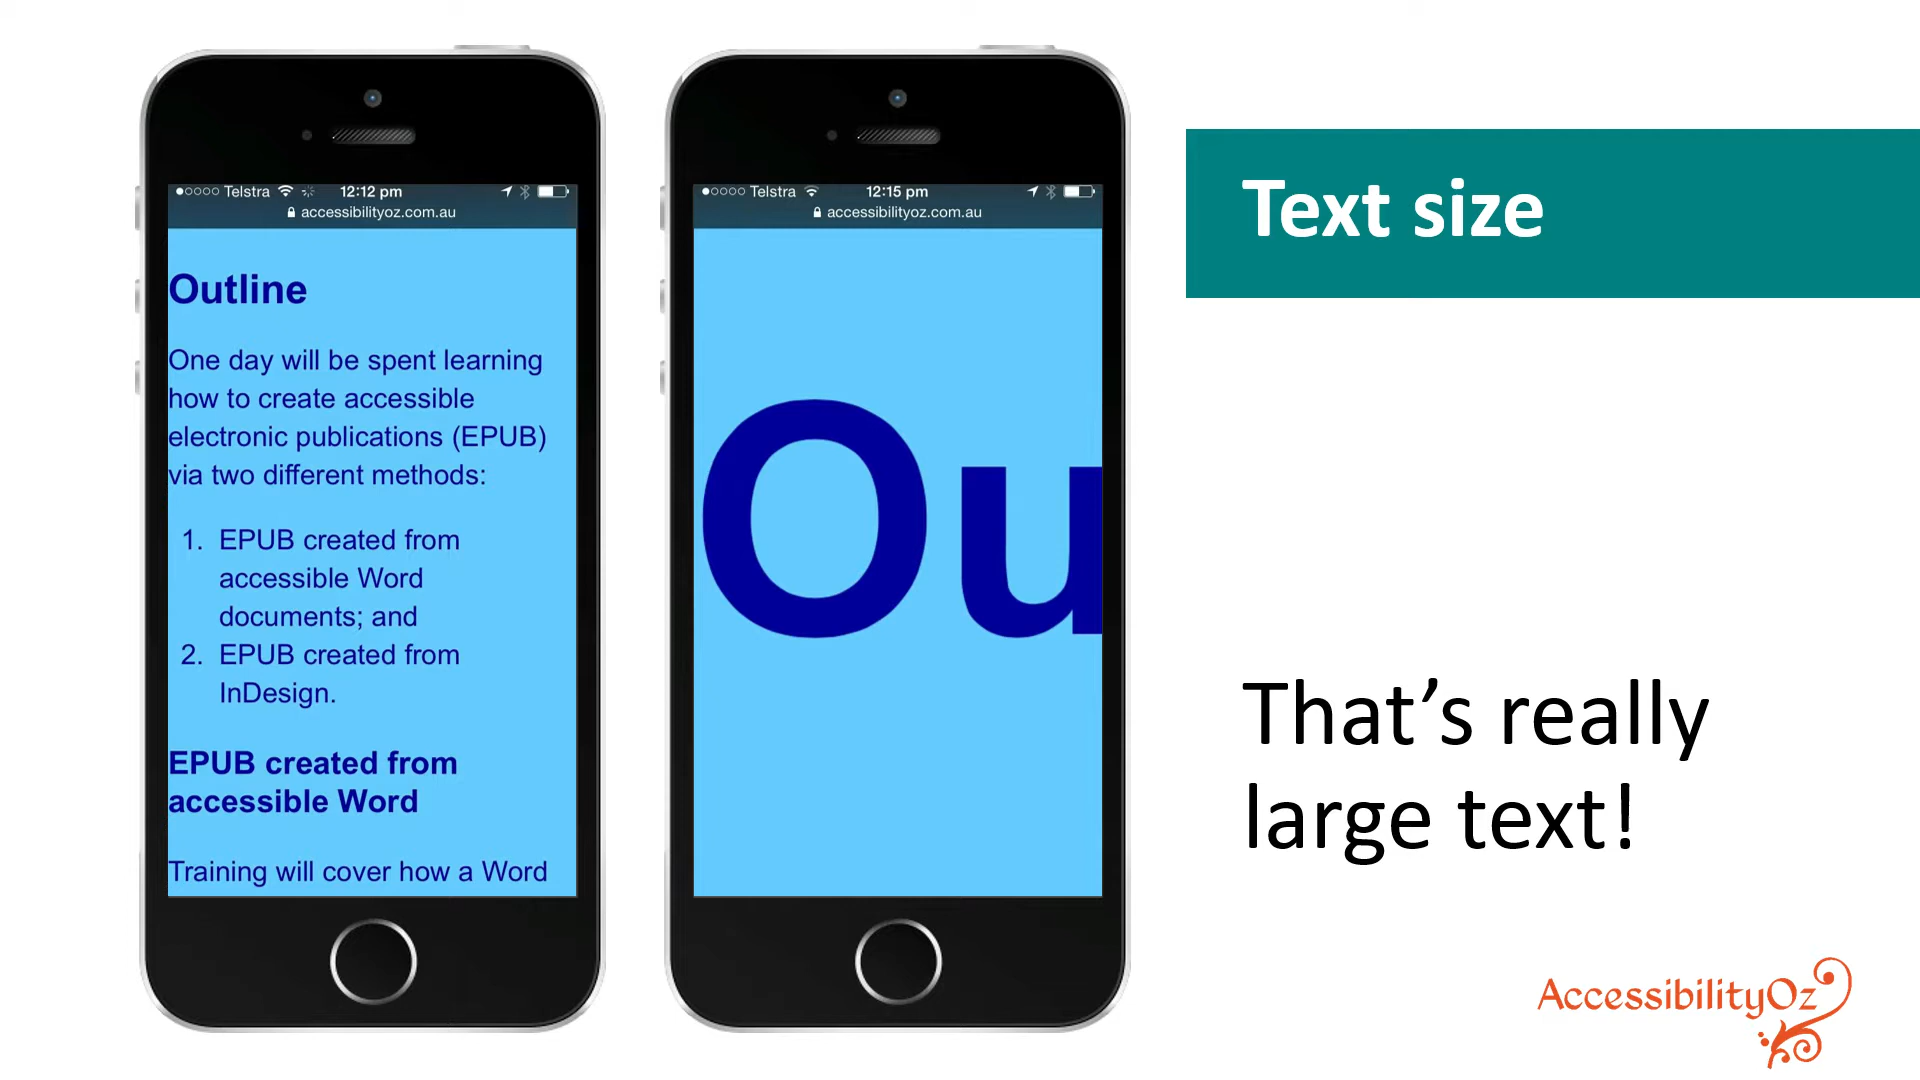 Telstra 12:12 pm
accessibilityoz.com.au
Outline
One day will be spent learning
how to create accessible
electronic publications (EPUB)
via two different methods:
1. EPUB created from
accessible Word
documents; and
2. EPUB created from
InDesign.
EPUB created from
accessible Word
Training will cover how a Word
Telstra 12:15 pm
accessibilityoz.com.au
Ou
Text size
That’s really
large text!
AccessibilityOz